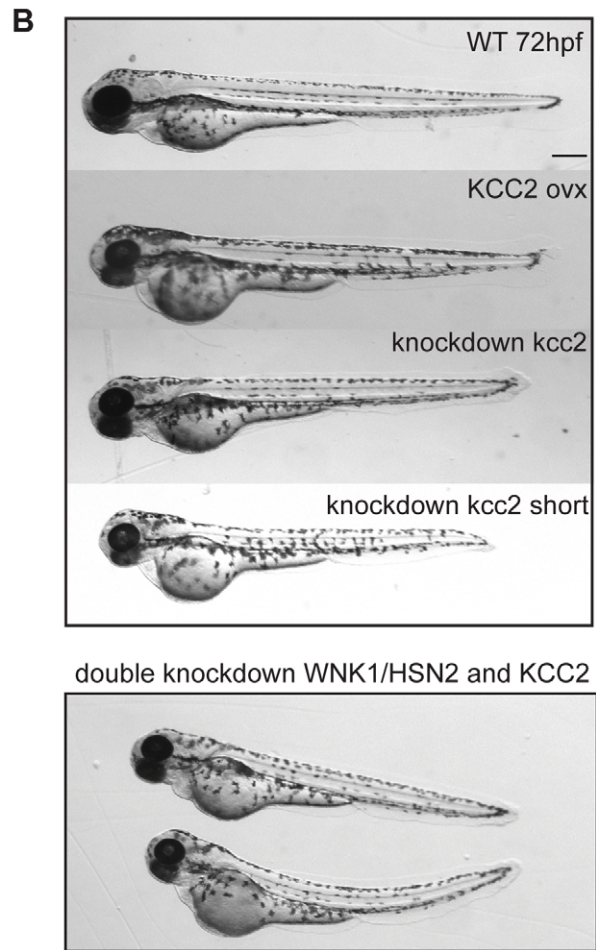 B
WT 72hpf
KCC2 ovx
knockdown kcc2
knockdown kcc2 short
double knockdown WNK1/HSN2 and KCC2